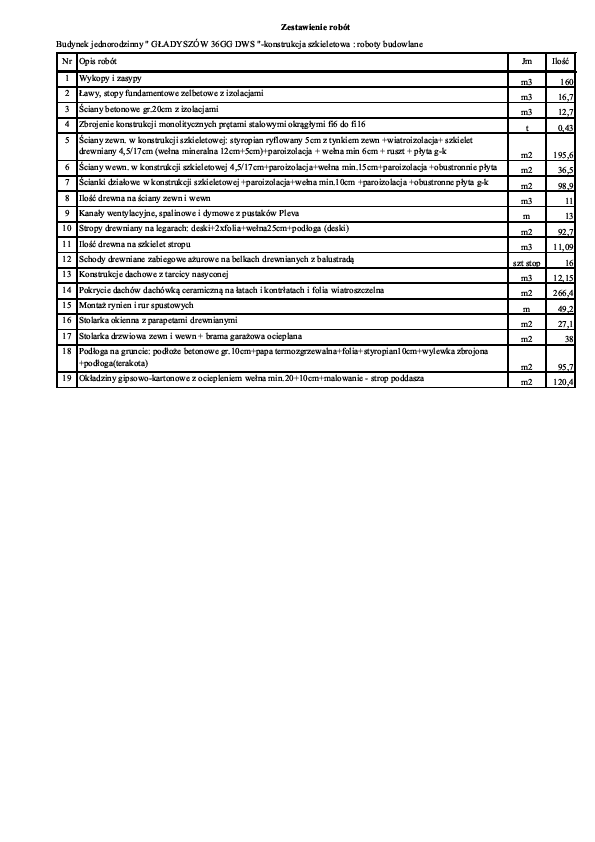 Zestawienie robót
Budynek jednorodzinny " GŁADYSZÓW 36GG DWS "-konstrukcja szkieletowa : roboty budowlane
Nr Opis robót Jm Ilość
1 Wykopy i zasypy m3 160
2 Ławy, stopy fundamentowe żelbetowe z izolacjami m3 16,7
3 Ściany betonowe gr.20cm z izolacjami m3 12,7
4 Zbrojenie konstrukcji monolitycznych prętami stalowymi okrągłymi fi6 do fi16 t 0,43
5 Ściany zewn. w konstrukcji szkieletowej: styropian ryflowany 5cm z tynkiem zewn +wiatroizolacja+ szkielet
drewniany 4,5/17cm (wełna mineralna 12cm+5cm)+paroizolacja + wełna min 6cm + ruszt + płyta g-k m2 195,6
6 Ściany wewn. w konstrukcji szkieletowej 4,5/17cm+paroizolacja+wełna min.15cm+paroizolacja +obustronnie płyta m2 36,5
7 Ścianki działowe w konstrukcji szkieletowej +paroizolacja+wełna min.10cm +paroizolacja +obustronne płyta g-k m2 98,9
8 Ilość drewna na ściany zewn i wewn m3 11
9 Kanały wentylacyjne, spalinowe i dymowe z pustaków Pleva m 13
10 Stropy drewniany na legarach: deski+2xfolia+wełna25cm+podłoga (deski) m2 92,7
11 Ilość drewna na szkielet stropu m3 11,09
12 Schody drewniane zabiegowe ażurowe na belkach drewnianych z balustradą szt stop 16
13 Konstrukcje dachowe z tarcicy nasyconej m3 12,15
14 Pokrycie dachów dachówką ceramiczną na łatach i kontrłatach i folia wiatroszczelna m2 266,4
15 Montaż rynien i rur spustowych m 49,2
16 Stolarka okienna z parapetami drewnianymi m2 27,1
17 Stolarka drzwiowa zewn i wewn + brama garażowa ocieplana m2 38
18 Podłoga na gruncie: podłoże betonowe gr.10cm+papa termozgrzewalna+folia+styropian10cm+wylewka zbrojona
+podłoga(terakota) m2 95,7
19 Okładziny gipsowo-kartonowe z ociepleniem wełna min.20+10cm+malowanie - strop poddasza m2 120,4